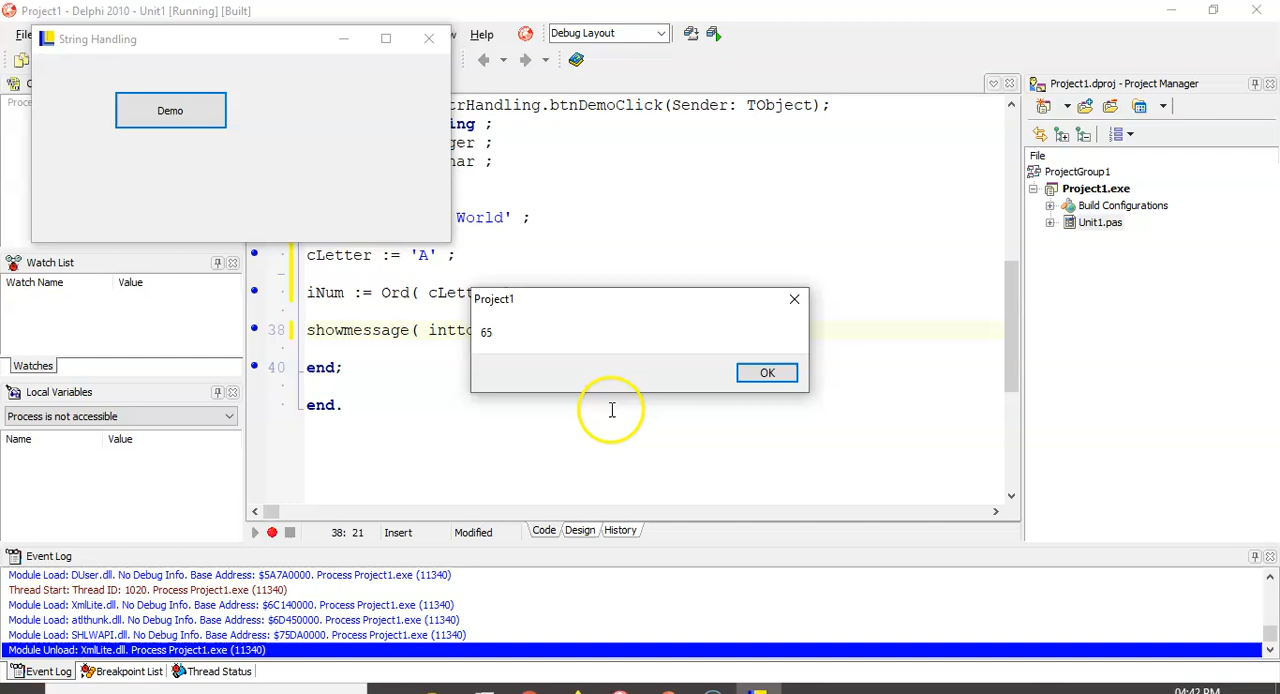 Project1 - Delphi 2010 - Unit1 [Running] [Built]
Help
Debug Layout
String Handling
Demo
trHandling.btnDemoClick(Sender: TObject);
ing ;
ger ;
ar ;
World' ;
cLetter := 'A' ;
iNum := Ord( cLett
38 showmessage( intto
40 end;
end.
Project1
65
OK
Watch List
Watch Name Value
Watches
Local Variables
Process is not accessible
Name Value
38: 21 Insert Modified Code Design History
Project1.dproj - Project Manager
File
ProjectGroup1
Project1.exe
Build Configurations
Unit1.pas
Event Log
Module Load: DUser.dll. No Debug Info. Base Address: $5A7A0000. Process Project1.exe (11340)
Thread Start: Thread ID: 1020. Process Project1.exe (11340)
Module Load: XmlLite.dll. No Debug Info. Base Address: $6C140000. Process Project1.exe (11340)
Module Load: atlthunk.dll. No Debug Info. Base Address: $6D450000. Process Project1.exe (11340)
Module Load: SHLWAPI.dll. No Debug Info. Base Address: $75DA0000. Process Project1.exe (11340)
Module Unload: XmlLite.dll. Process Project1.exe (11340)
Event Log Breakpoint List Thread Status
04:42 PM